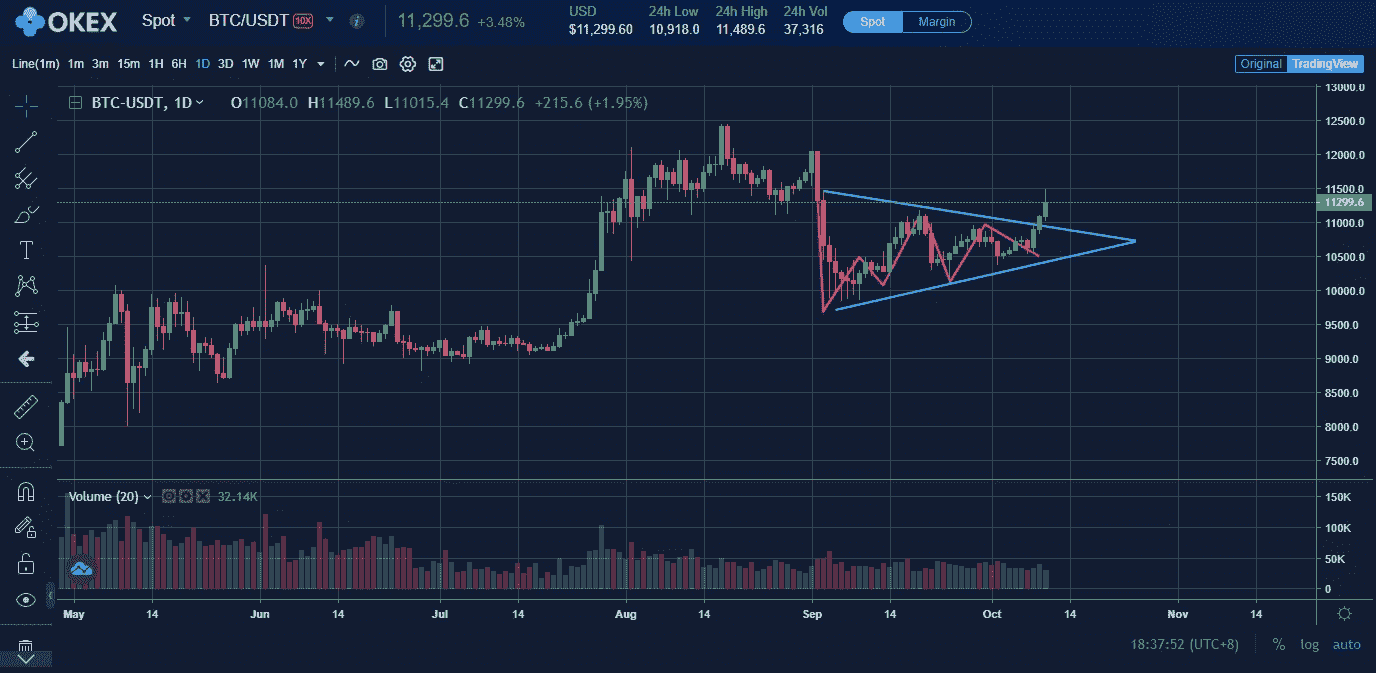 OKEX Spot BTC/USDT 10X i 11,299.6 +3.48% USD 24h Low 24h High 24h Vol Spot Margin
$11,299.60 10,918.0 11,489.6 37,316
Line(1m) 1m 3m 15m 1H 6H 1D 3D 1W 1M 1Y Original TradingView
BTC-USDT, 1D O11084.0 H11489.6 L11015.4 C11299.6 +215.6 (+1.95%)
13000.0
12500.0
12000.0
11500.0
11299.6
11000.0
10500.0
10000.0
9500.0
9000.0
8500.0
8000.0
7500.0
T
Volume (20) 32.14K
150K
100K
50K
0
May 14 Jun 14 Jul 14 Aug 14 Sep 14 Oct 14 Nov 14
18:37:52 (UTC+8) % log auto